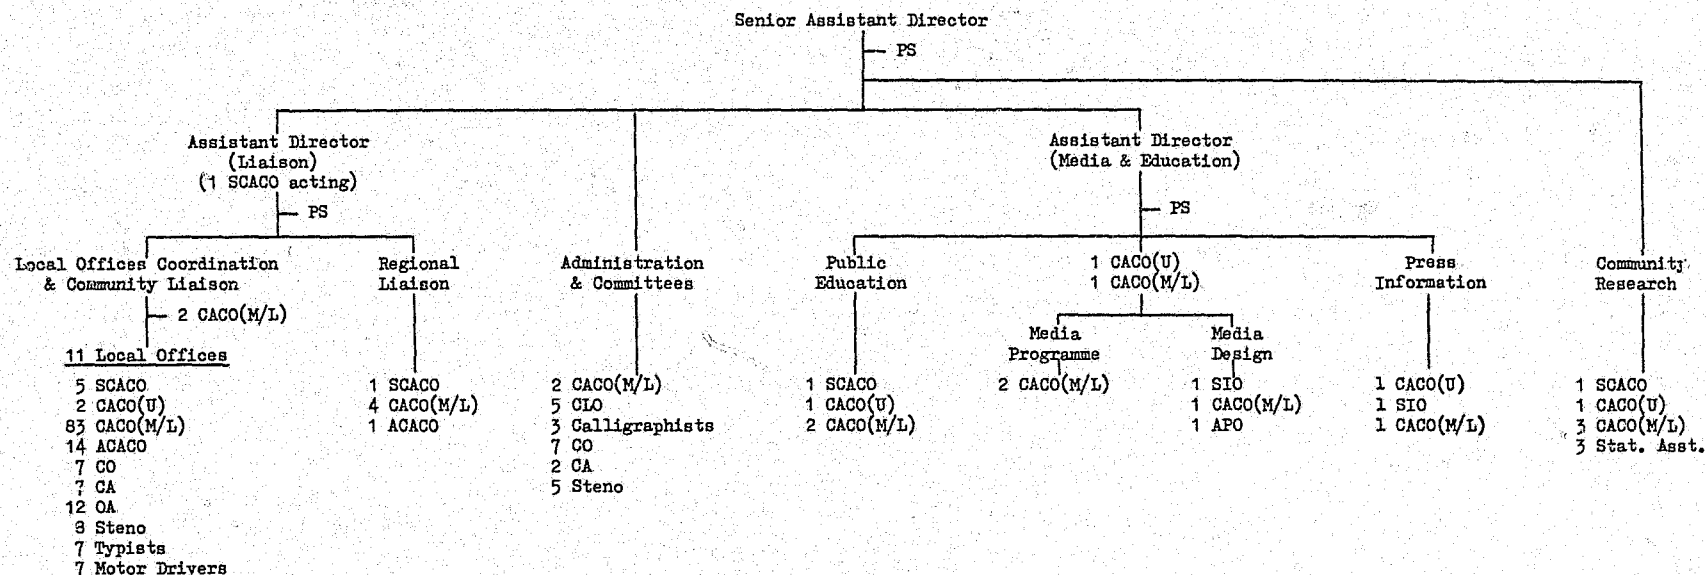 Senior Assistant Director
PS
Assistant Director
(Liaison)
(1 SCACO acting)
PS
Assistant Director
(Media & Education)
PS
Local Offices Coordination
& Community Liaison
2 CACO(M/L)
11 Local Offices
5 SCACO
2 CACO(U)
83 CACO(M/L)
14 ACACO
7 CO
7 CA
12 OA
3 Steno
7 Typists
7 Motor Drivers
Regional
Liaison
1 SCACO
4 CACO(M/L)
1 ACACO
Administration
& Committees
2 CACO(M/L)
5 CLO
3 Calligraphists
7 CO
2 CA
5 Steno
Public
Education
1 SCACO
1 CACO(U)
2 CACO(M/L)
1 CACO(U)
1 CACO(M/L)
Media
Programme
2 CACO(M/L)
Media
Design
1 SIO
1 CACO(M/L)
1 APO
Press
Information
1 CACO(U)
1 SIO
1 CACO(M/L)
Community
Research
1 SCACO
1 CACO(U)
3 CACO(M/L)
3 Stat. Asst.